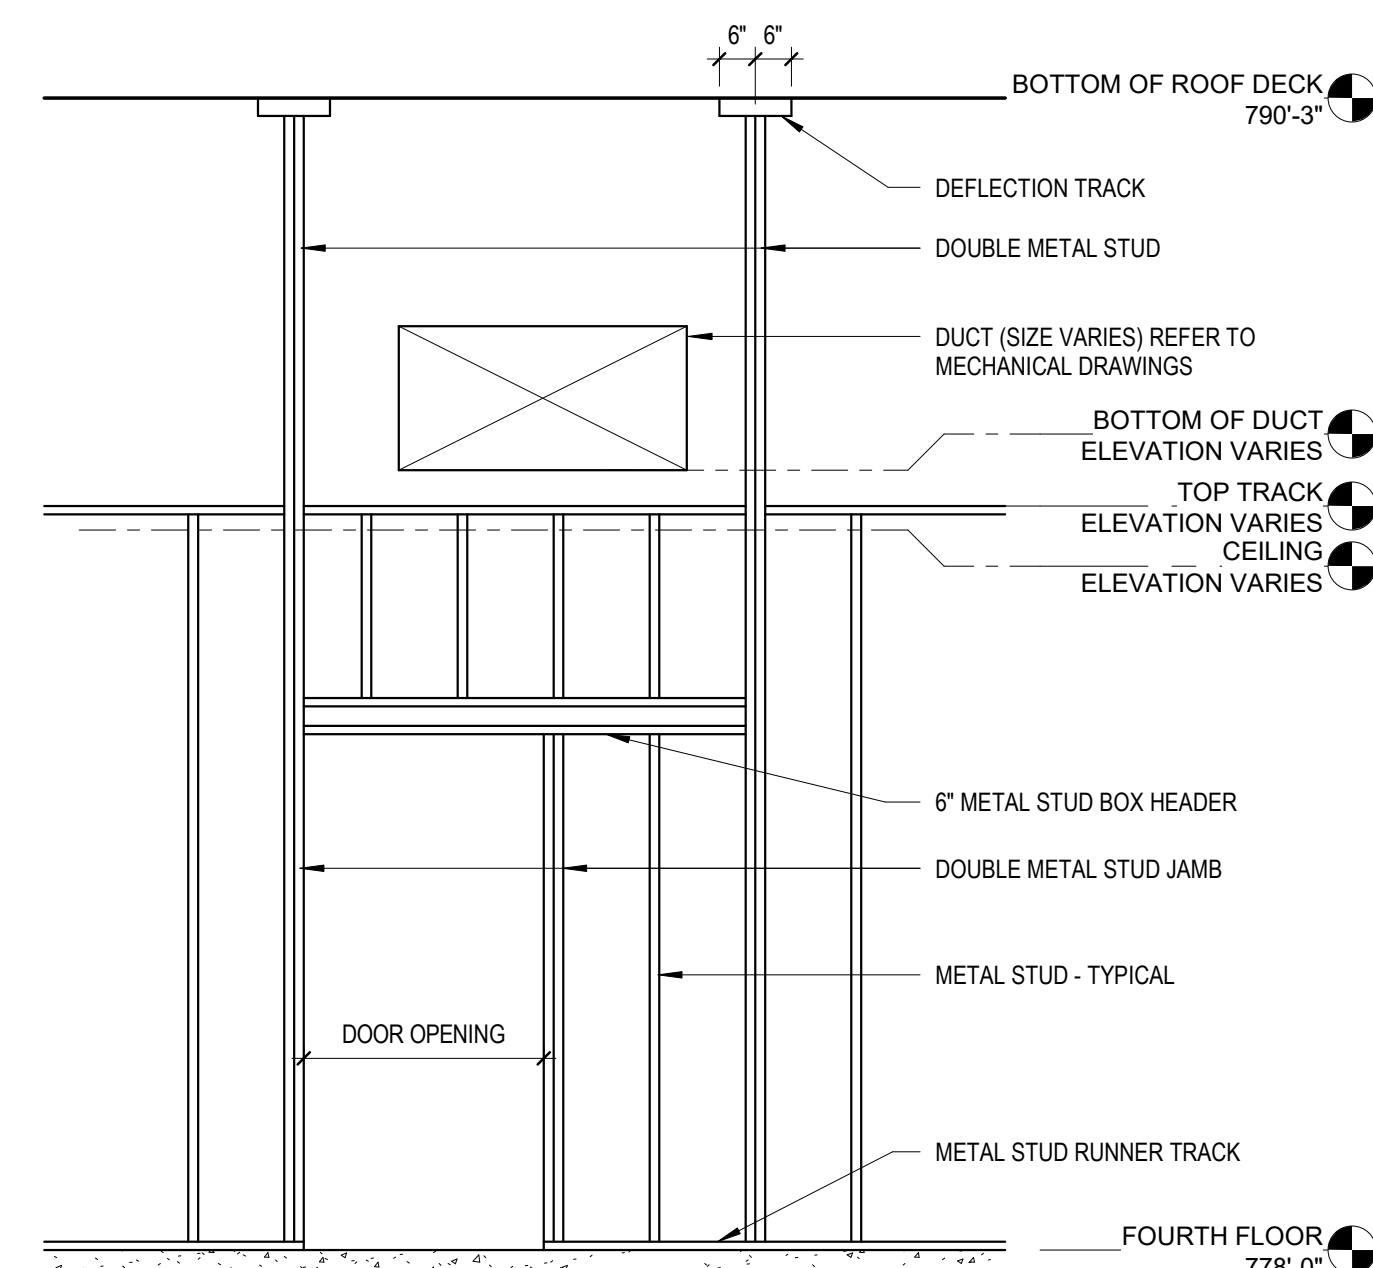 6" 6"
BOTTOM OF ROOF DECK
790'-3"
DEFLECTION TRACK
DOUBLE METAL STUD
DUCT (SIZE VARIES) REFER TO
MECHANICAL DRAWINGS
BOTTOM OF DUCT
ELEVATION VARIES
TOP TRACK
ELEVATION VARIES
CEILING
ELEVATION VARIES
6" METAL STUD BOX HEADER
DOUBLE METAL STUD JAMB
METAL STUD - TYPICAL
DOOR OPENING
METAL STUD RUNNER TRACK
FOURTH FLOOR
778'-0"